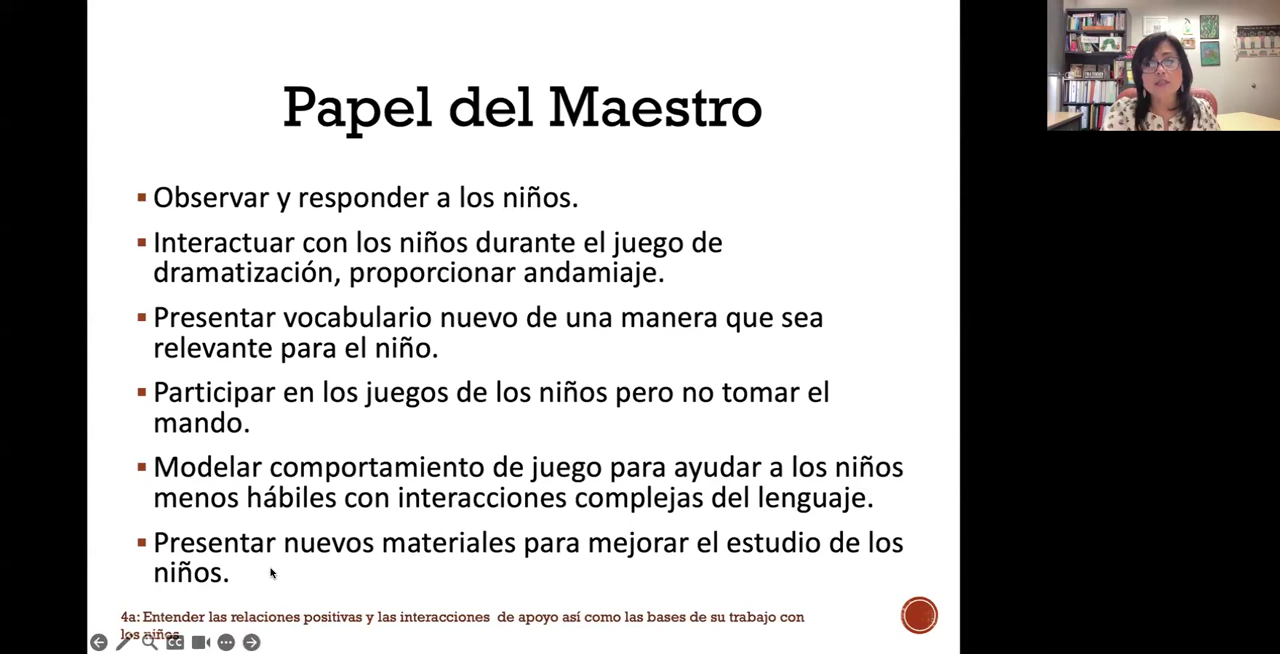 Papel del Maestro
Observar y responder a los niños.
Interactuar con los niños durante el juego de
dramatización, proporcionar andamiaje.
Presentar vocabulario nuevo de una manera que sea
relevante para el niño.
Participar en los juegos de los niños pero no tomar el
mando.
Modelar comportamiento de juego para ayudar a los niños
menos hábiles con interacciones complejas del lenguaje.
Presentar nuevos materiales para mejorar el estudio de los
niños.
4a: Entender las relaciones positivas y las interacciones de apoyo así como las bases de su trabajo con
los niños
CC